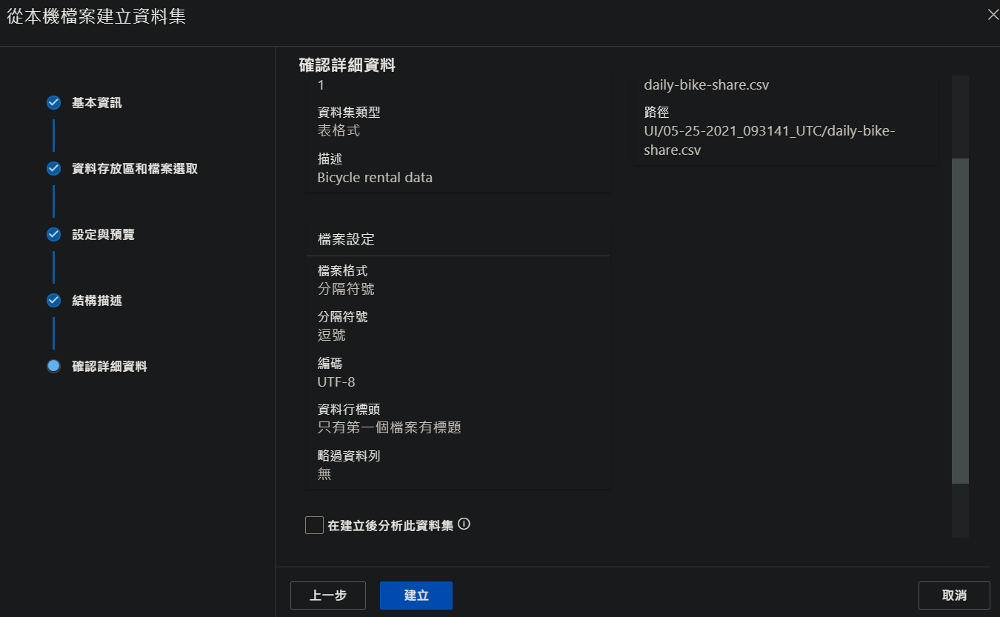 從本機檔案建立資料集
基本資訊
資料存放區和檔案選取
設定與預覽
結構描述
確認詳細資料
確認詳細資料
1
資料集類型
表格式
描述
Bicycle rental data
daily-bike-share.csv
路徑
UI/05-25-2021_093141_UTC/daily-bike-
share.csv
檔案設定
檔案格式
分隔符號
分隔符號
逗號
編碼
UTF-8
資料行標頭
只有第一個檔案有標題
略過資料列
無
在建立後分析此資料集
上一步
建立
取消